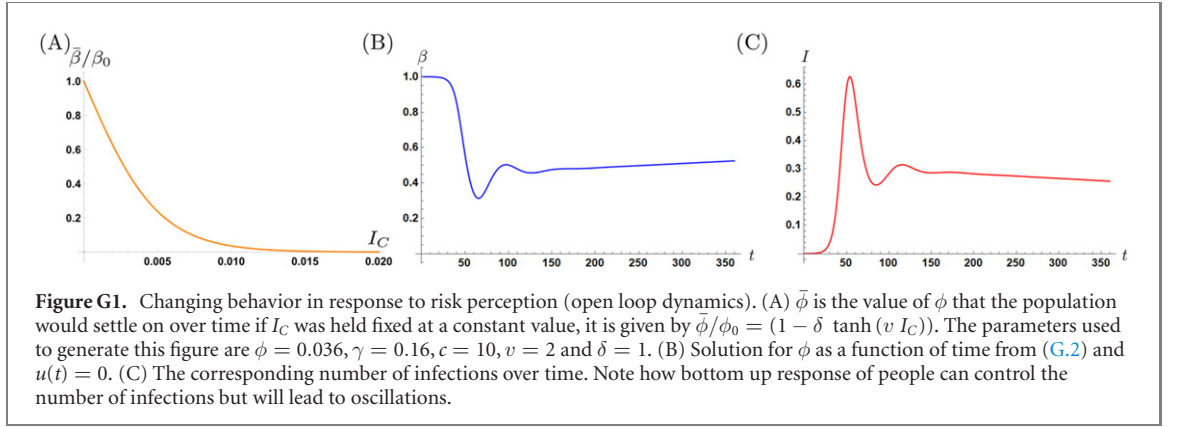 (A) β̄/β₀
1.0
0.8
0.6
0.4
0.2
0.005 0.010 0.015 0.020
I_C
(B) β
1.0
0.8
0.6
0.4
0.2
50 100 150 200 250 300 350 t
(C) I
0.6
0.5
0.4
0.3
0.2
0.1
50 100 150 200 250 300 350 t
Figure G1. Changing behavior in response to risk perception (open loop dynamics). (A) ϕ̄ is the value of ϕ that the population
would settle on over time if I_C was held fixed at a constant value, it is given by ϕ̄/ϕ₀ = (1 − δ tanh (v I_C)). The parameters used
to generate this figure are ϕ = 0.036, γ = 0.16, c = 10, v = 2 and δ = 1. (B) Solution for ϕ as a function of time from (G.2) and
u(t) = 0. (C) The corresponding number of infections over time. Note how bottom up response of people can control the
number of infections but will lead to oscillations.